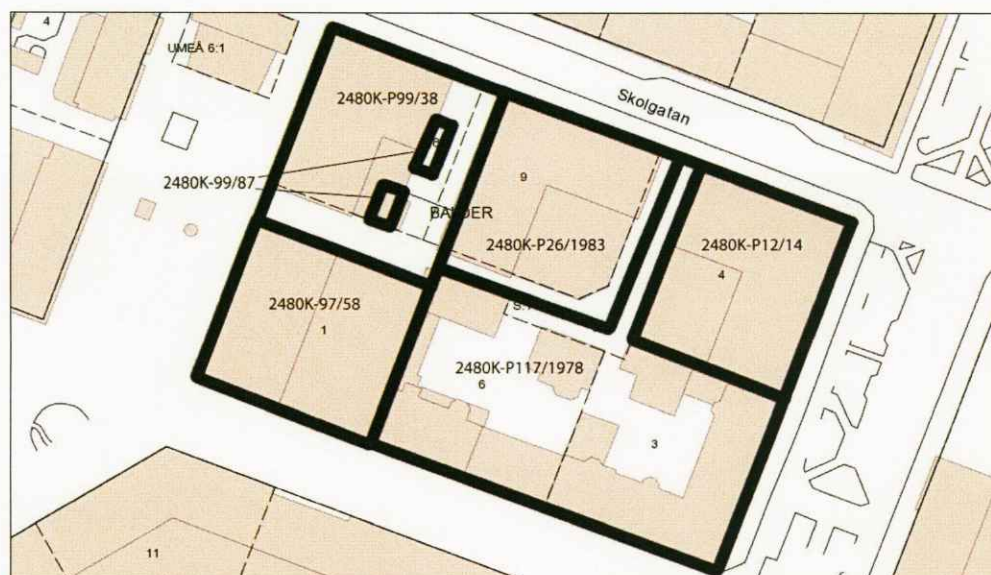 4
UMEÅ 6:1
Skolgatan
2480K-P99/38
9
2480K-99/87
2480K-P26/1983
2480K-P12/14
4
2480K-97/58
1
2480K-P117/1978
6
3
11